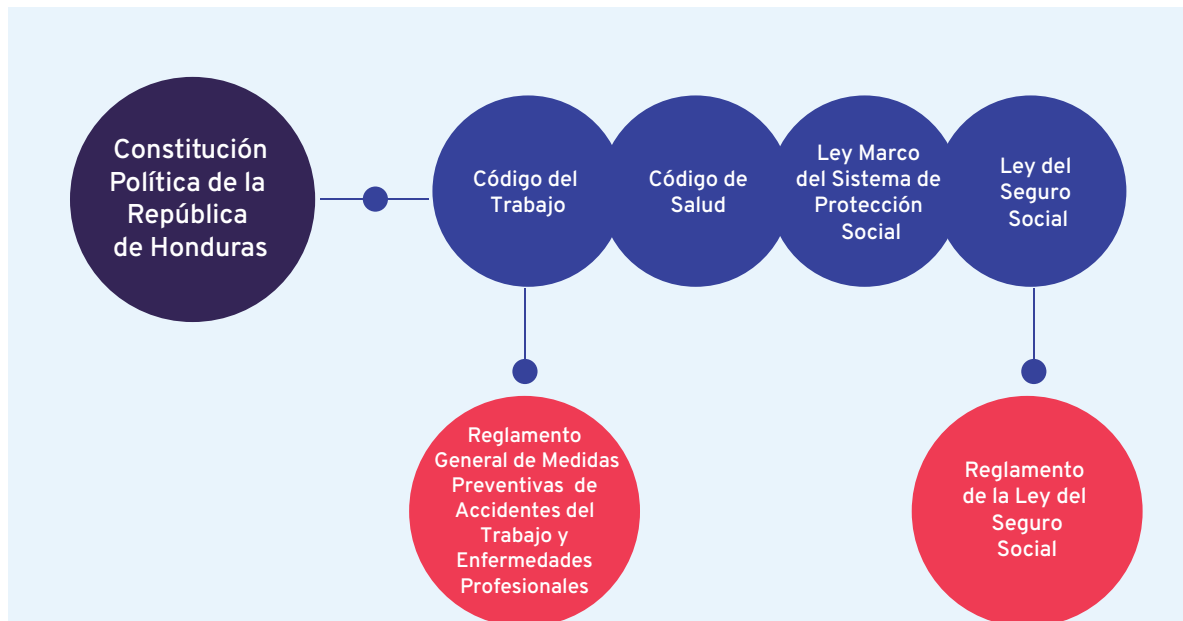 Constitución
Política de la
República
de Honduras
Código del
Trabajo
Código de
Salud
Ley Marco
del Sistema de
Protección
Social
Ley del
Seguro
Social
Reglamento
General de Medidas
Preventivas de
Accidentes del
Trabajo y
Enfermedades
Profesionales
Reglamento
de la Ley del
Seguro
Social